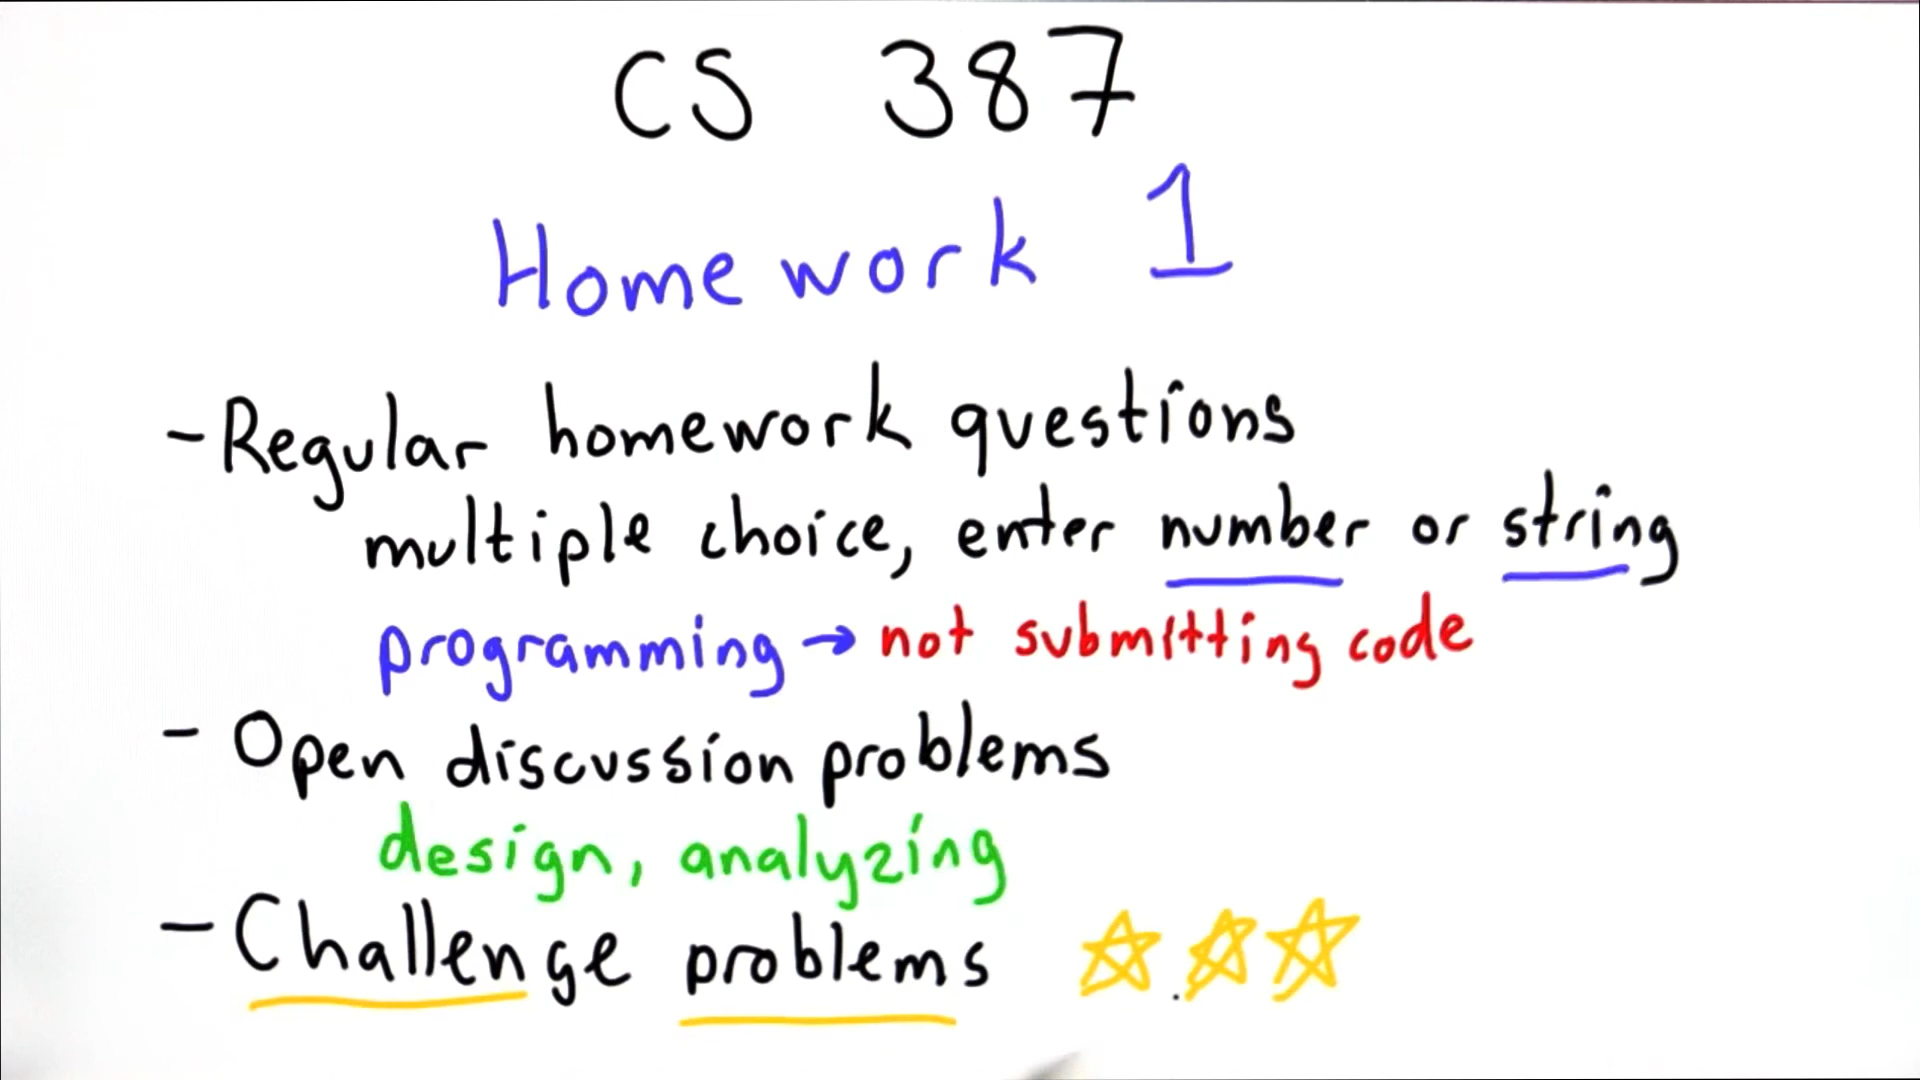 CS 387
Homework 1
- Regular homework questions
multiple choice, enter number or string
programming → not submitting code
- Open discussion problems
design, analyzing
- Challenge problems